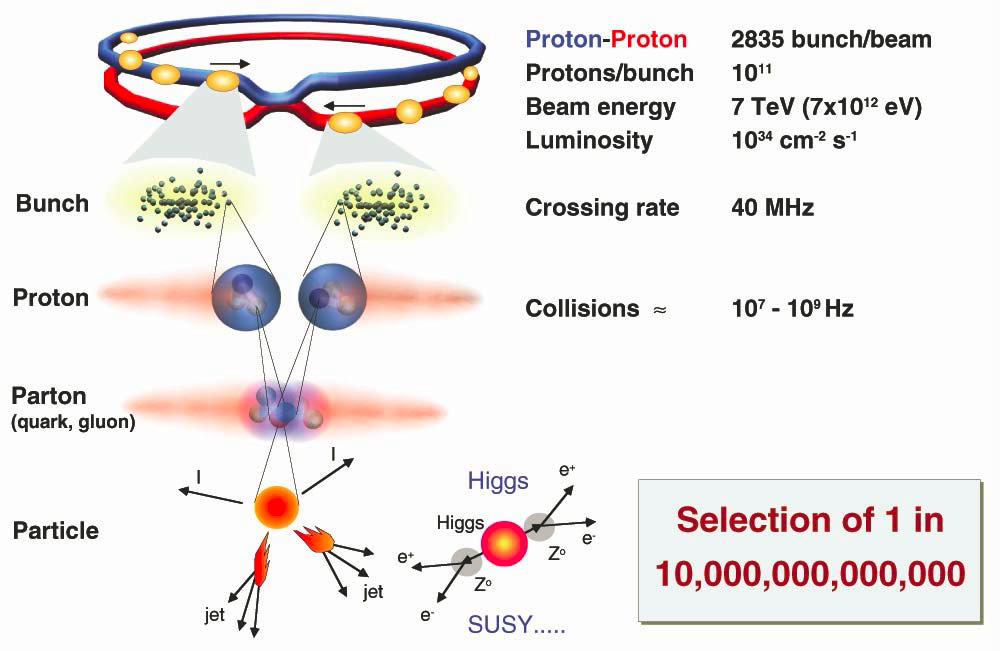 Proton-Proton 2835 bunch/beam
Protons/bunch 10¹¹
Beam energy 7 TeV (7x10¹² eV)
Luminosity 10³⁴ cm⁻² s⁻¹
Bunch
Crossing rate 40 MHz
Proton
Collisions ≈ 10⁷ - 10⁹ Hz
Parton
(quark, gluon)
Particle
l
l
jet
jet
Higgs
Higgs
e⁺
e⁻
Z⁰
e⁺
Z⁰
e⁻
SUSY.....
Selection of 1 in
10,000,000,000,000